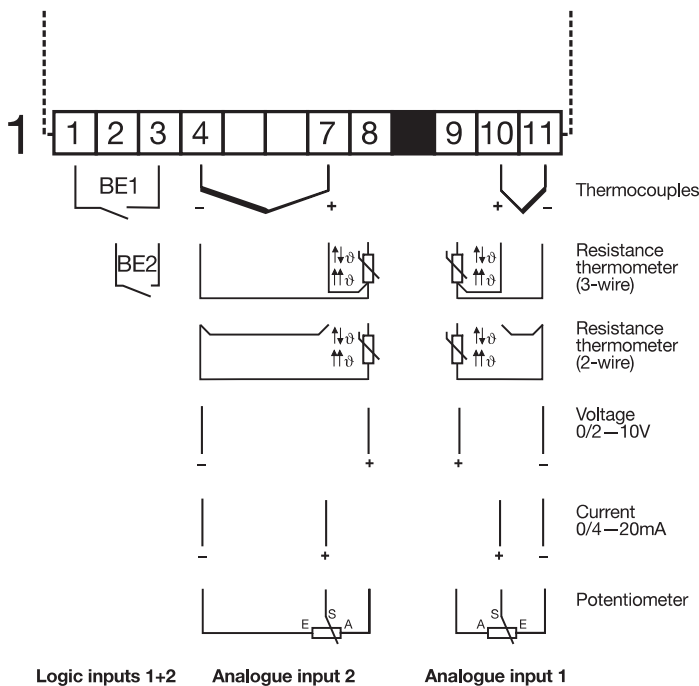 1
1 2 3 4 7 8 9 10 11
BE1
− + + −
Thermocouples
BE2
ϑ
ϑ
ϑ
ϑ
Resistance
thermometer
(3-wire)
ϑ
ϑ
ϑ
ϑ
Resistance
thermometer
(2-wire)
Voltage
0/2—10V
− + + −
Current
0/4—20mA
− + + −
Potentiometer
S
E A
S
A E
Logic inputs 1+2 Analogue input 2 Analogue input 1